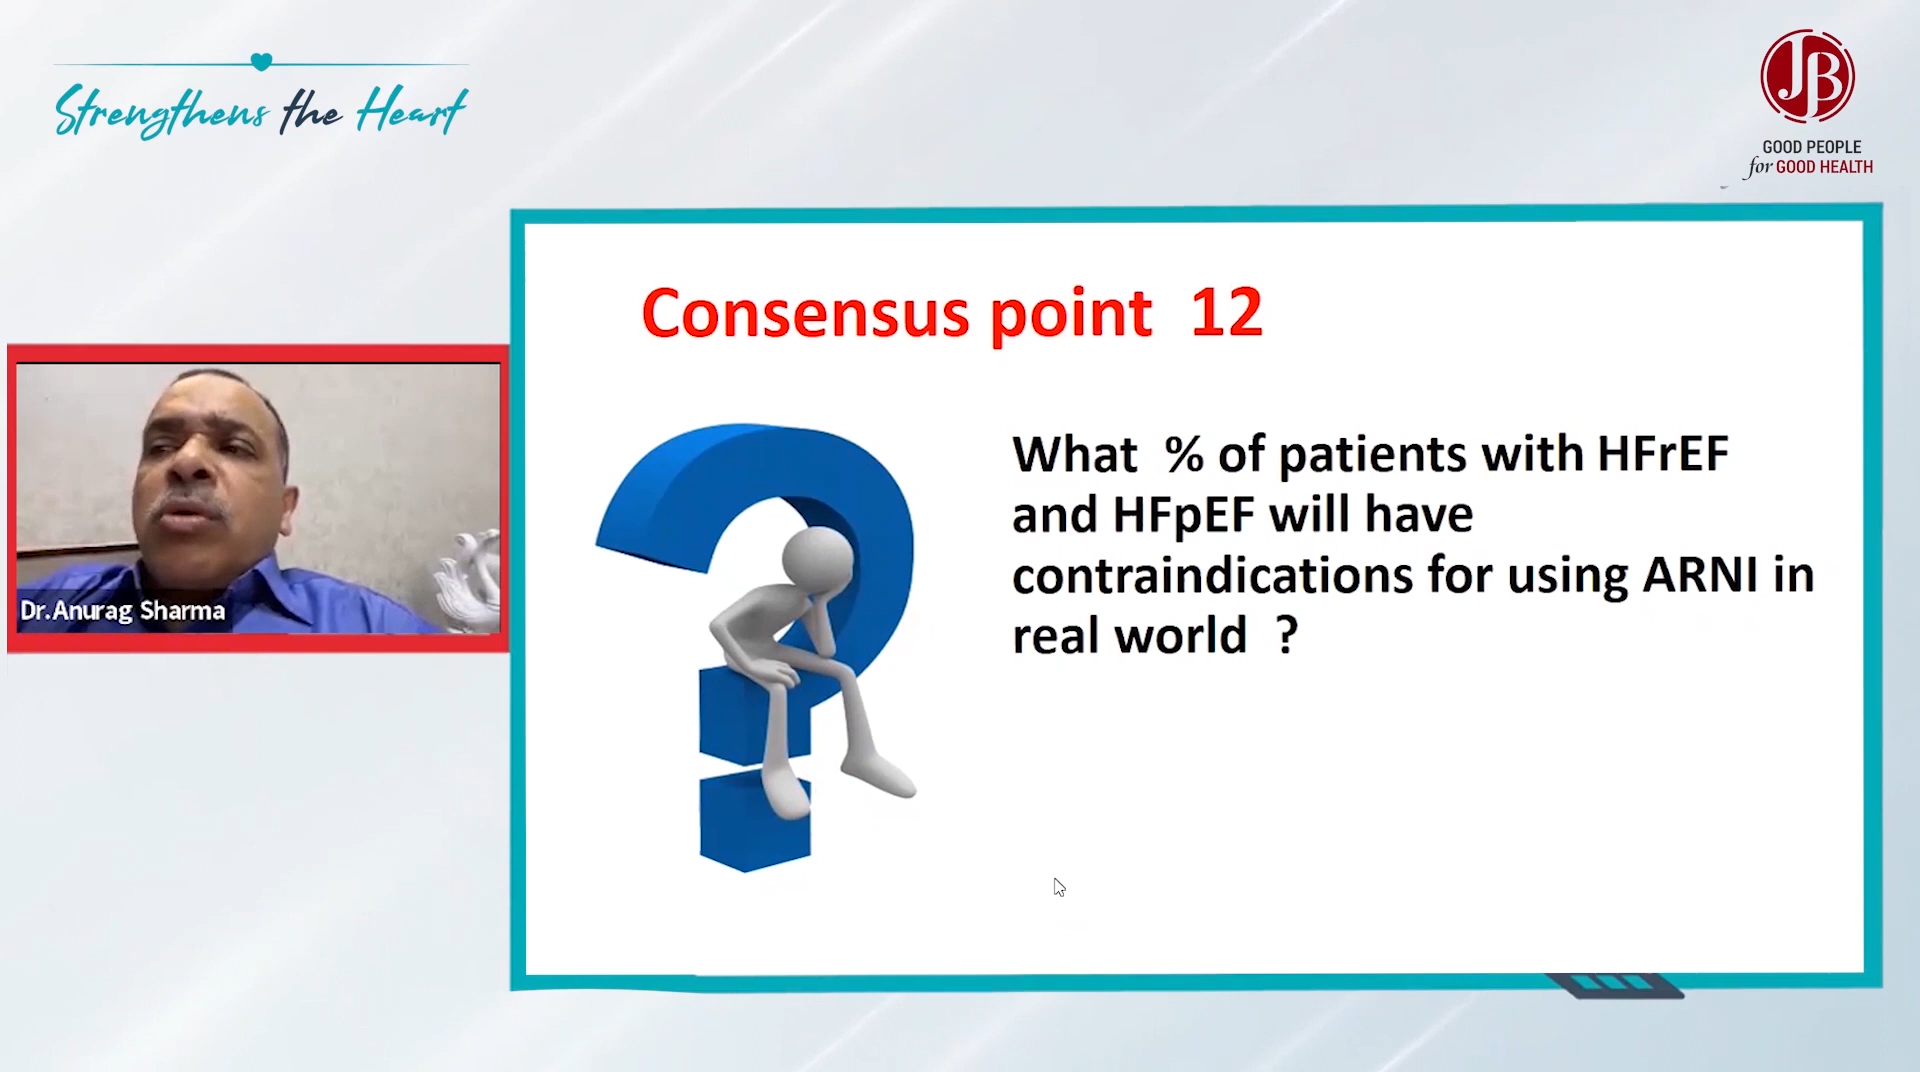 Strengthens the Heart
JB
GOOD PEOPLE
for GOOD HEALTH
Consensus point 12
What % of patients with HFrEF
and HFpEF will have
contraindications for using ARNI in
real world ?
Dr.Anurag Sharma